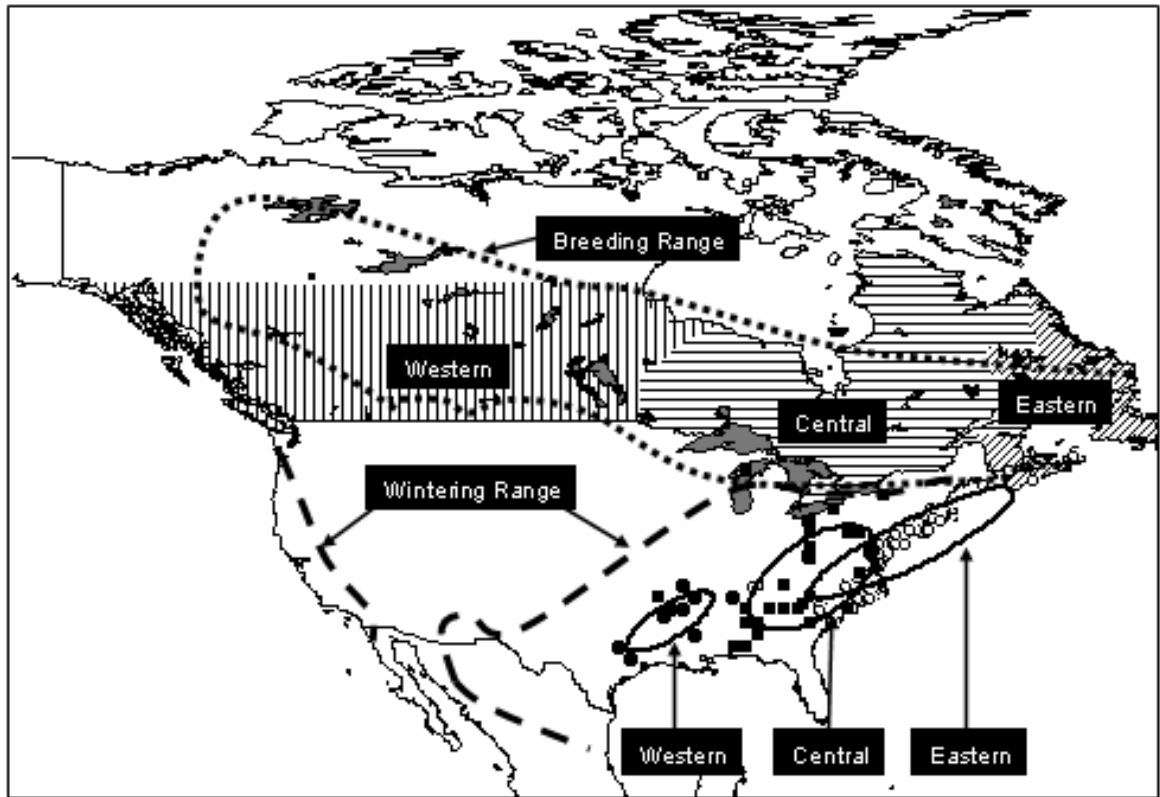 Breeding Range
Western
Eastern
Central
Wintering Range
Western
Central
Eastern